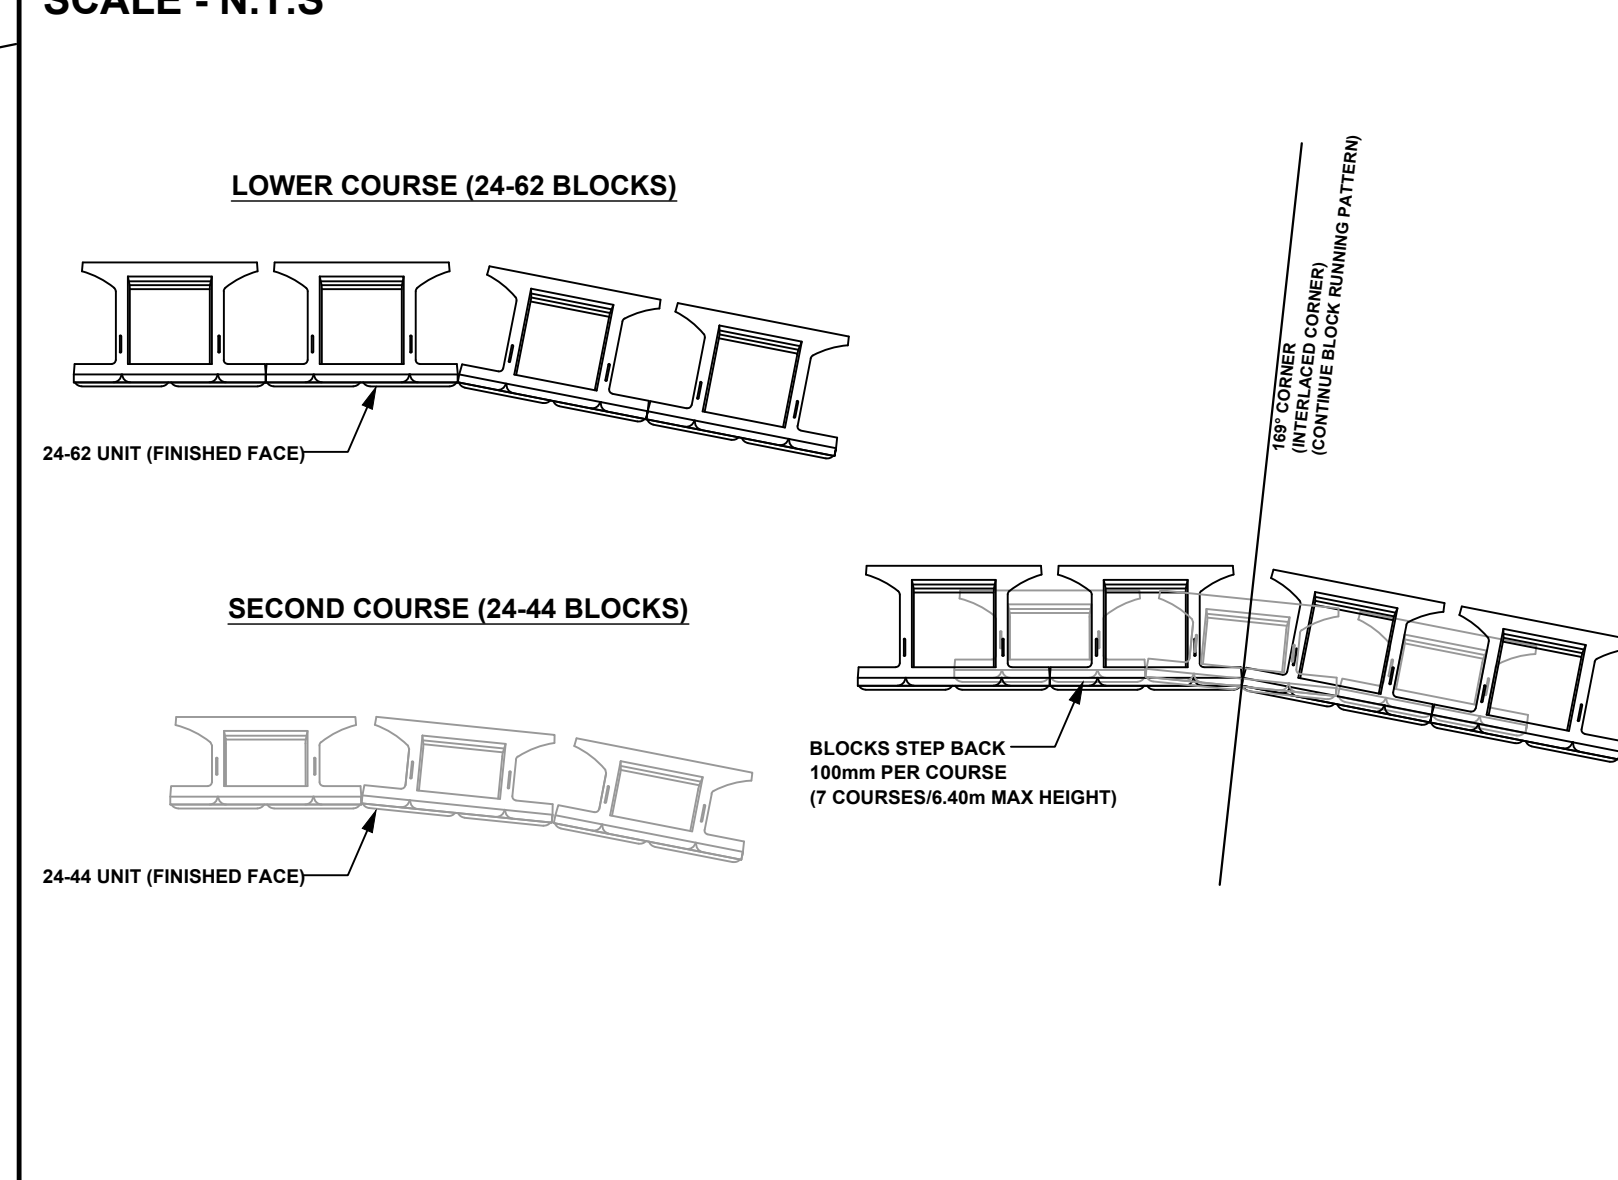 SCALE - N.T.S
LOWER COURSE (24-62 BLOCKS)
24-62 UNIT (FINISHED FACE)
SECOND COURSE (24-44 BLOCKS)
24-44 UNIT (FINISHED FACE)
169° CORNER
(INTERLACED CORNER)
(CONTINUE BLOCK RUNNING PATTERN)
BLOCKS STEP BACK
100mm PER COURSE
(7 COURSES/6.40m MAX HEIGHT)